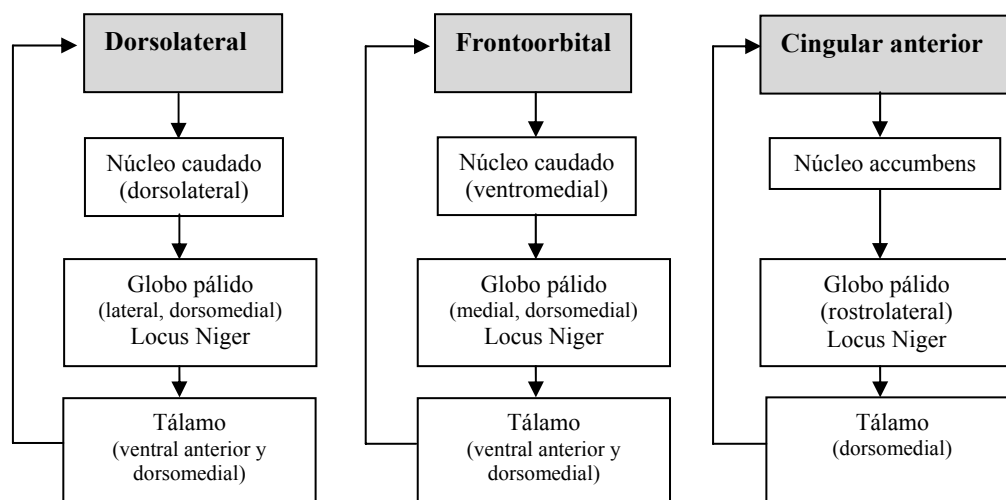 Dorsolateral
Núcleo caudado
(dorsolateral)
Globo pálido
(lateral, dorsomedial)
Locus Niger
Tálamo
(ventral anterior y
dorsomedial)
Frontoorbital
Núcleo caudado
(ventromedial)
Globo pálido
(medial, dorsomedial)
Locus Niger
Tálamo
(ventral anterior y
dorsomedial)
Cingular anterior
Núcleo accumbens
Globo pálido
(rostrolateral)
Locus Niger
Tálamo
(dorsomedial)